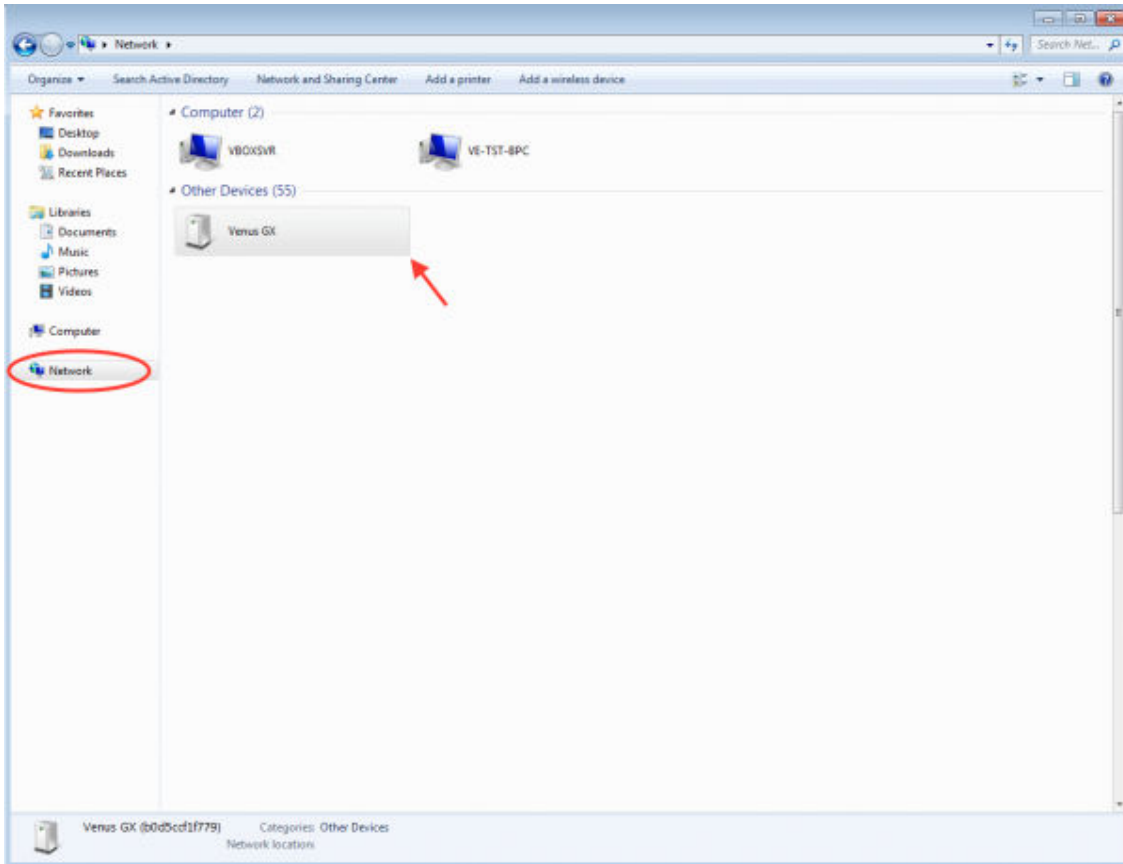 Network
Search Net...
Organize Search Active Directory Network and Sharing Center Add a printer Add a wireless device
Favorites
Desktop
Downloads
Recent Places
Libraries
Documents
Music
Pictures
Videos
Computer
Network
Computer (2)
VBOXSVR VE-TST-8PC
Other Devices (55)
Venus GX
Venus GX (b0d5ccf1f779) Categories: Other Devices
Network location: